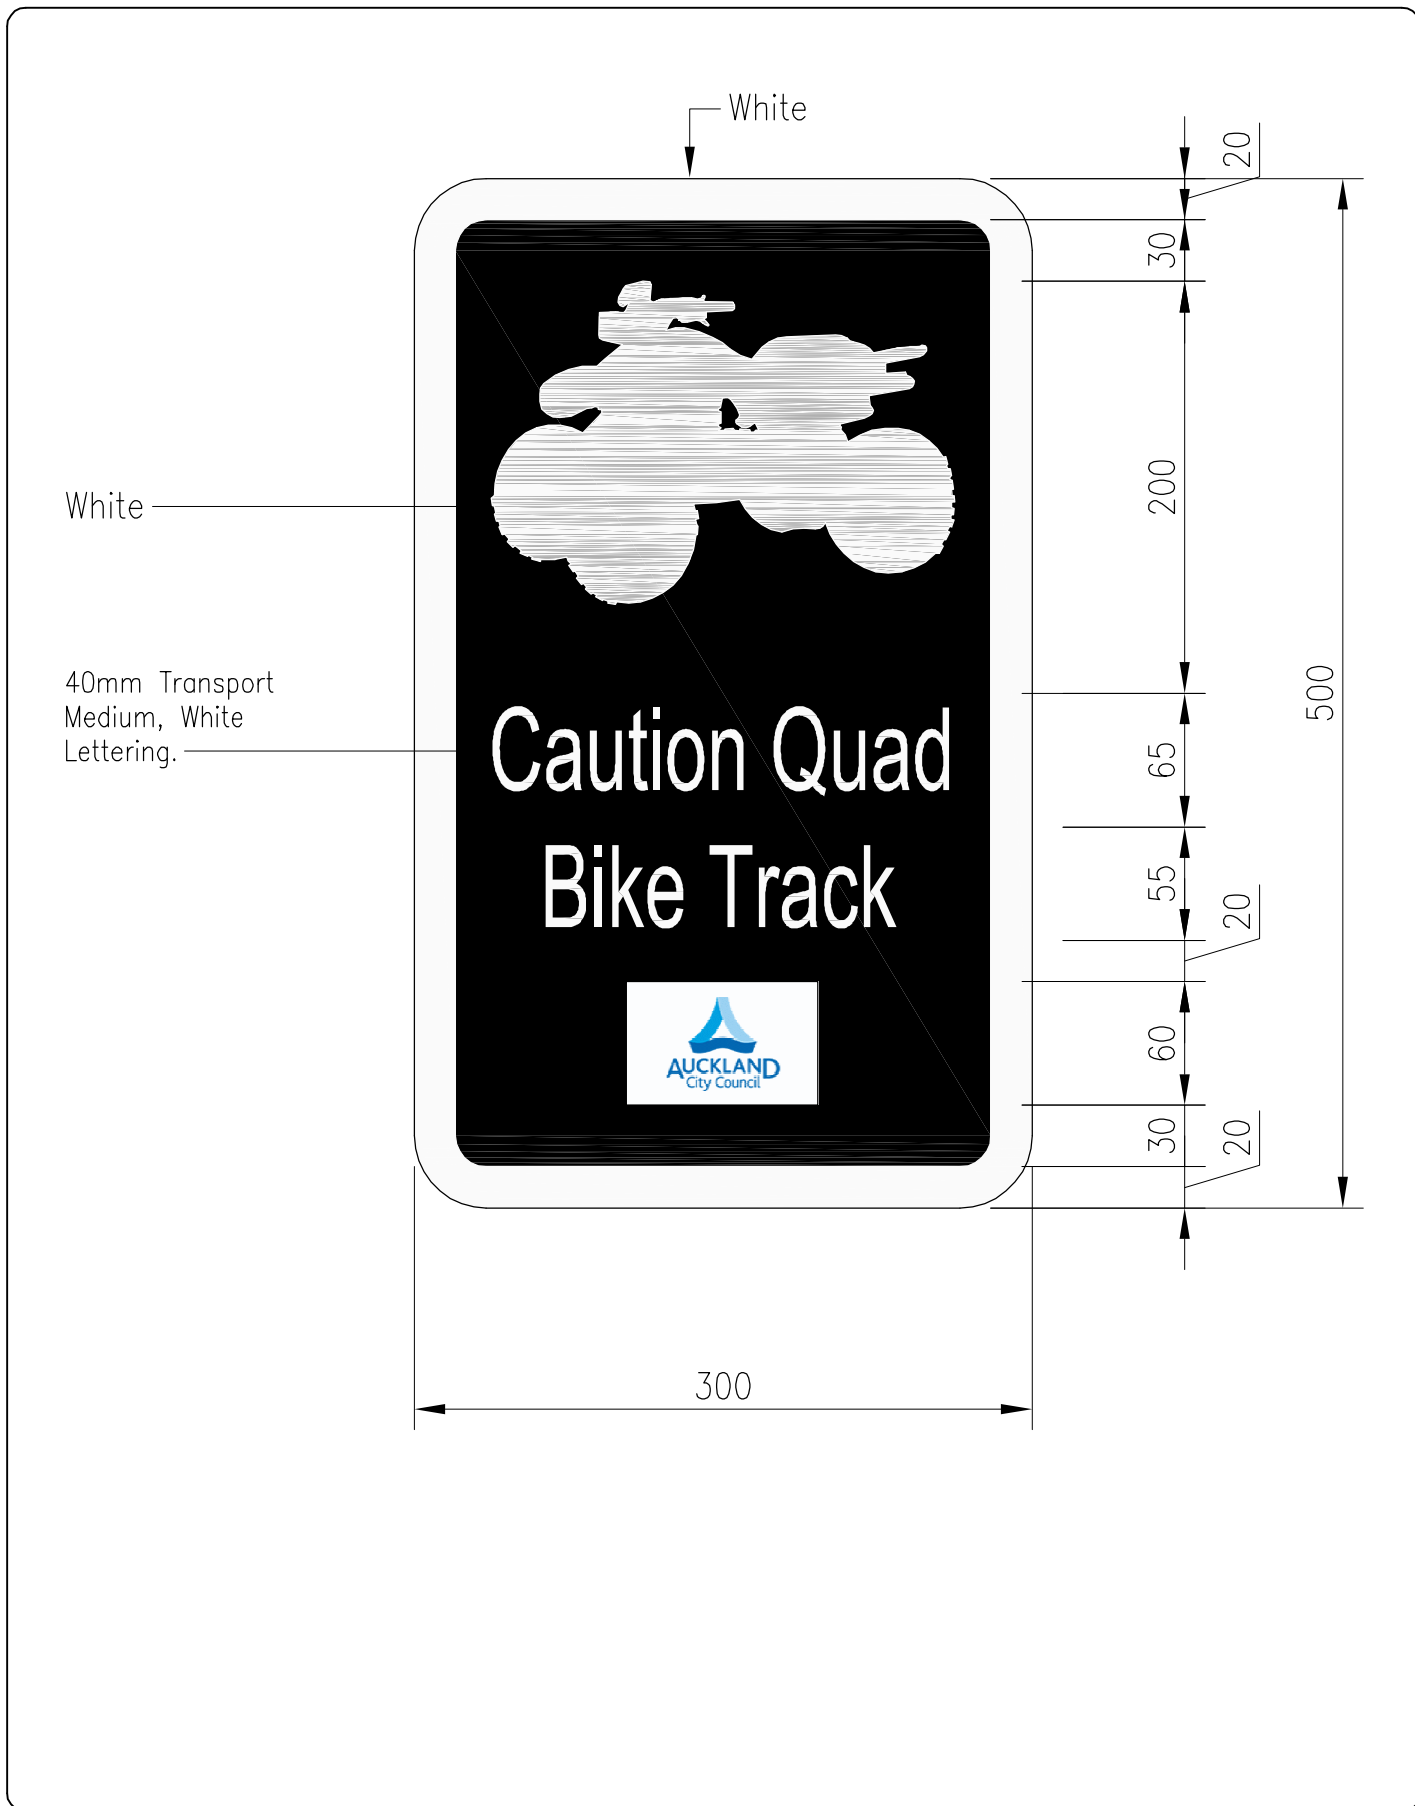 White
20
30
200
White
40mm Transport
Medium, White
Lettering.
500
Caution Quad
65
Bike Track
55
20
AUCKLAND
City Council
60
30
20
300